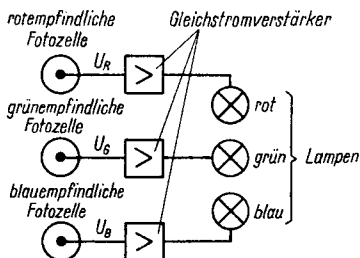 rotempfindliche Gleichstromverstärker
Fotozelle
U_R
>
rot
grünempfindliche
Fotozelle
U_G
>
grün
Lampen
blauempfindliche
Fotozelle
U_B
>
blau